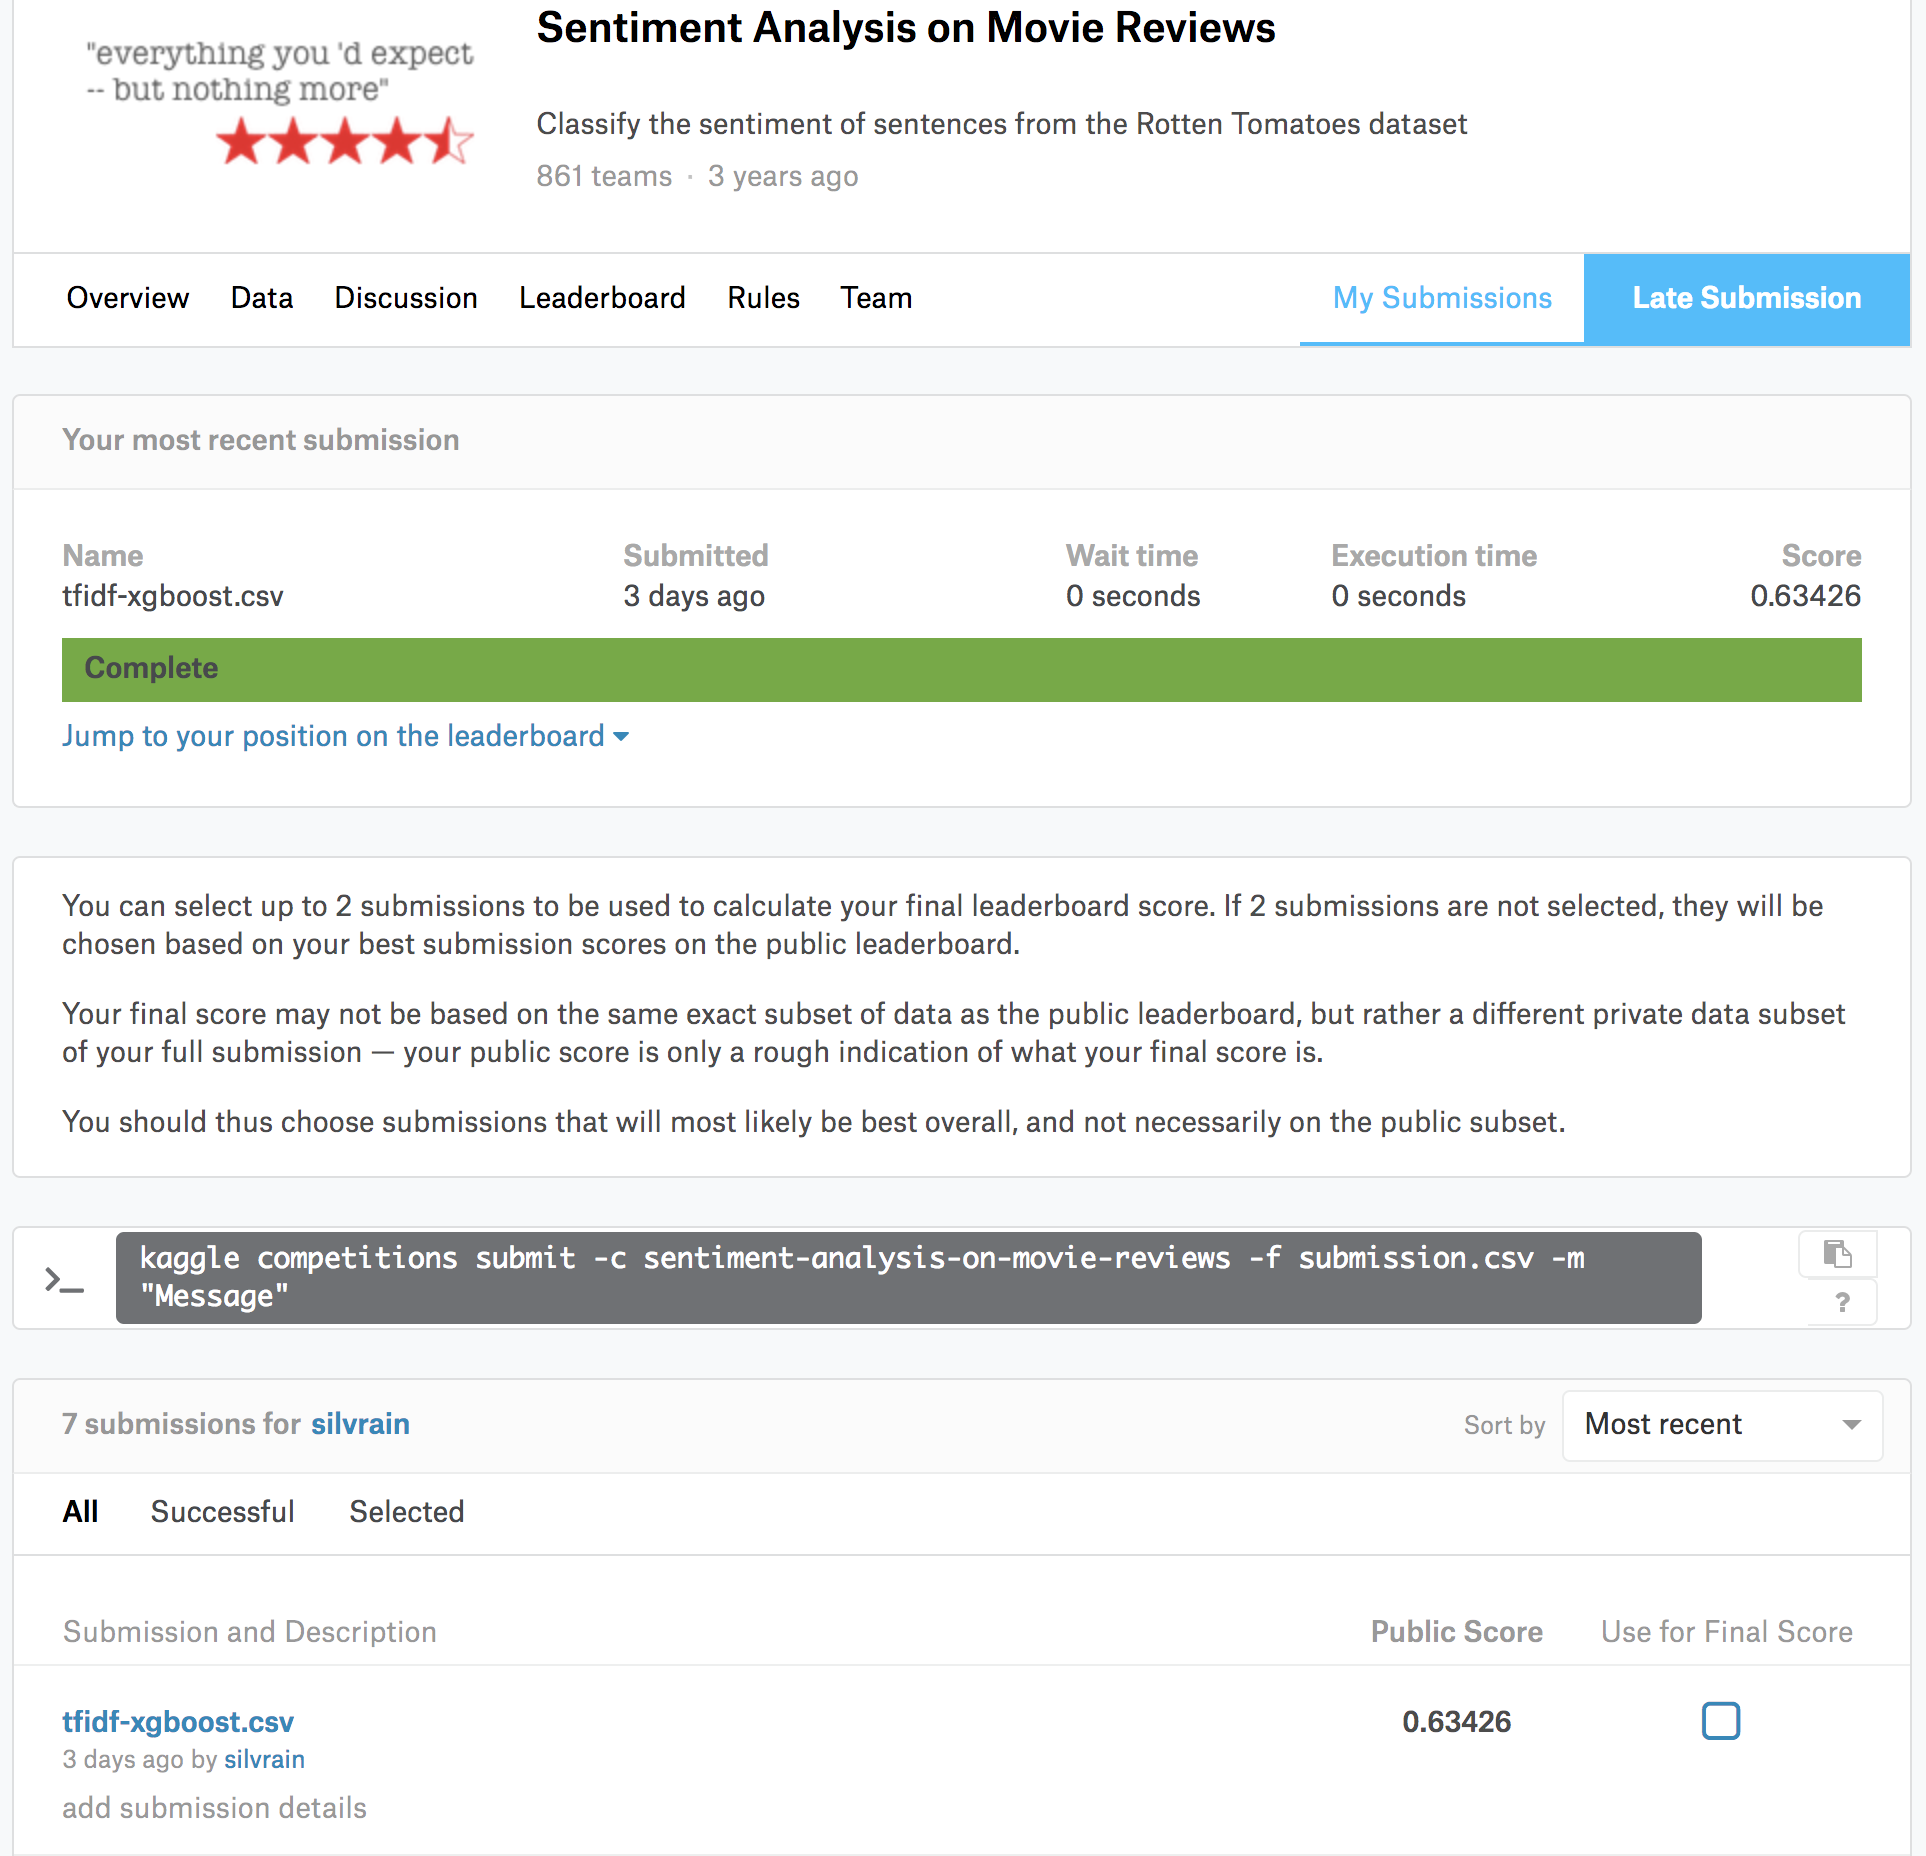 Sentiment Analysis on Movie Reviews
"everything you 'd expect
-- but nothing more"
Classify the sentiment of sentences from the Rotten Tomatoes dataset
861 teams · 3 years ago
Overview Data Discussion Leaderboard Rules Team My Submissions Late Submission
Your most recent submission
Name Submitted Wait time Execution time Score
tfidf-xgboost.csv 3 days ago 0 seconds 0 seconds 0.63426
Complete
Jump to your position on the leaderboard
You can select up to 2 submissions to be used to calculate your final leaderboard score. If 2 submissions are not selected, they will be
chosen based on your best submission scores on the public leaderboard.
Your final score may not be based on the same exact subset of data as the public leaderboard, but rather a different private data subset
of your full submission — your public score is only a rough indication of what your final score is.
You should thus choose submissions that will most likely be best overall, and not necessarily on the public subset.
>_ kaggle competitions submit -c sentiment-analysis-on-movie-reviews -f submission.csv -m
"Message"
?
7 submissions for silvrain Sort by Most recent
All Successful Selected
Submission and Description Public Score Use for Final Score
tfidf-xgboost.csv 0.63426
3 days ago by silvrain
add submission details